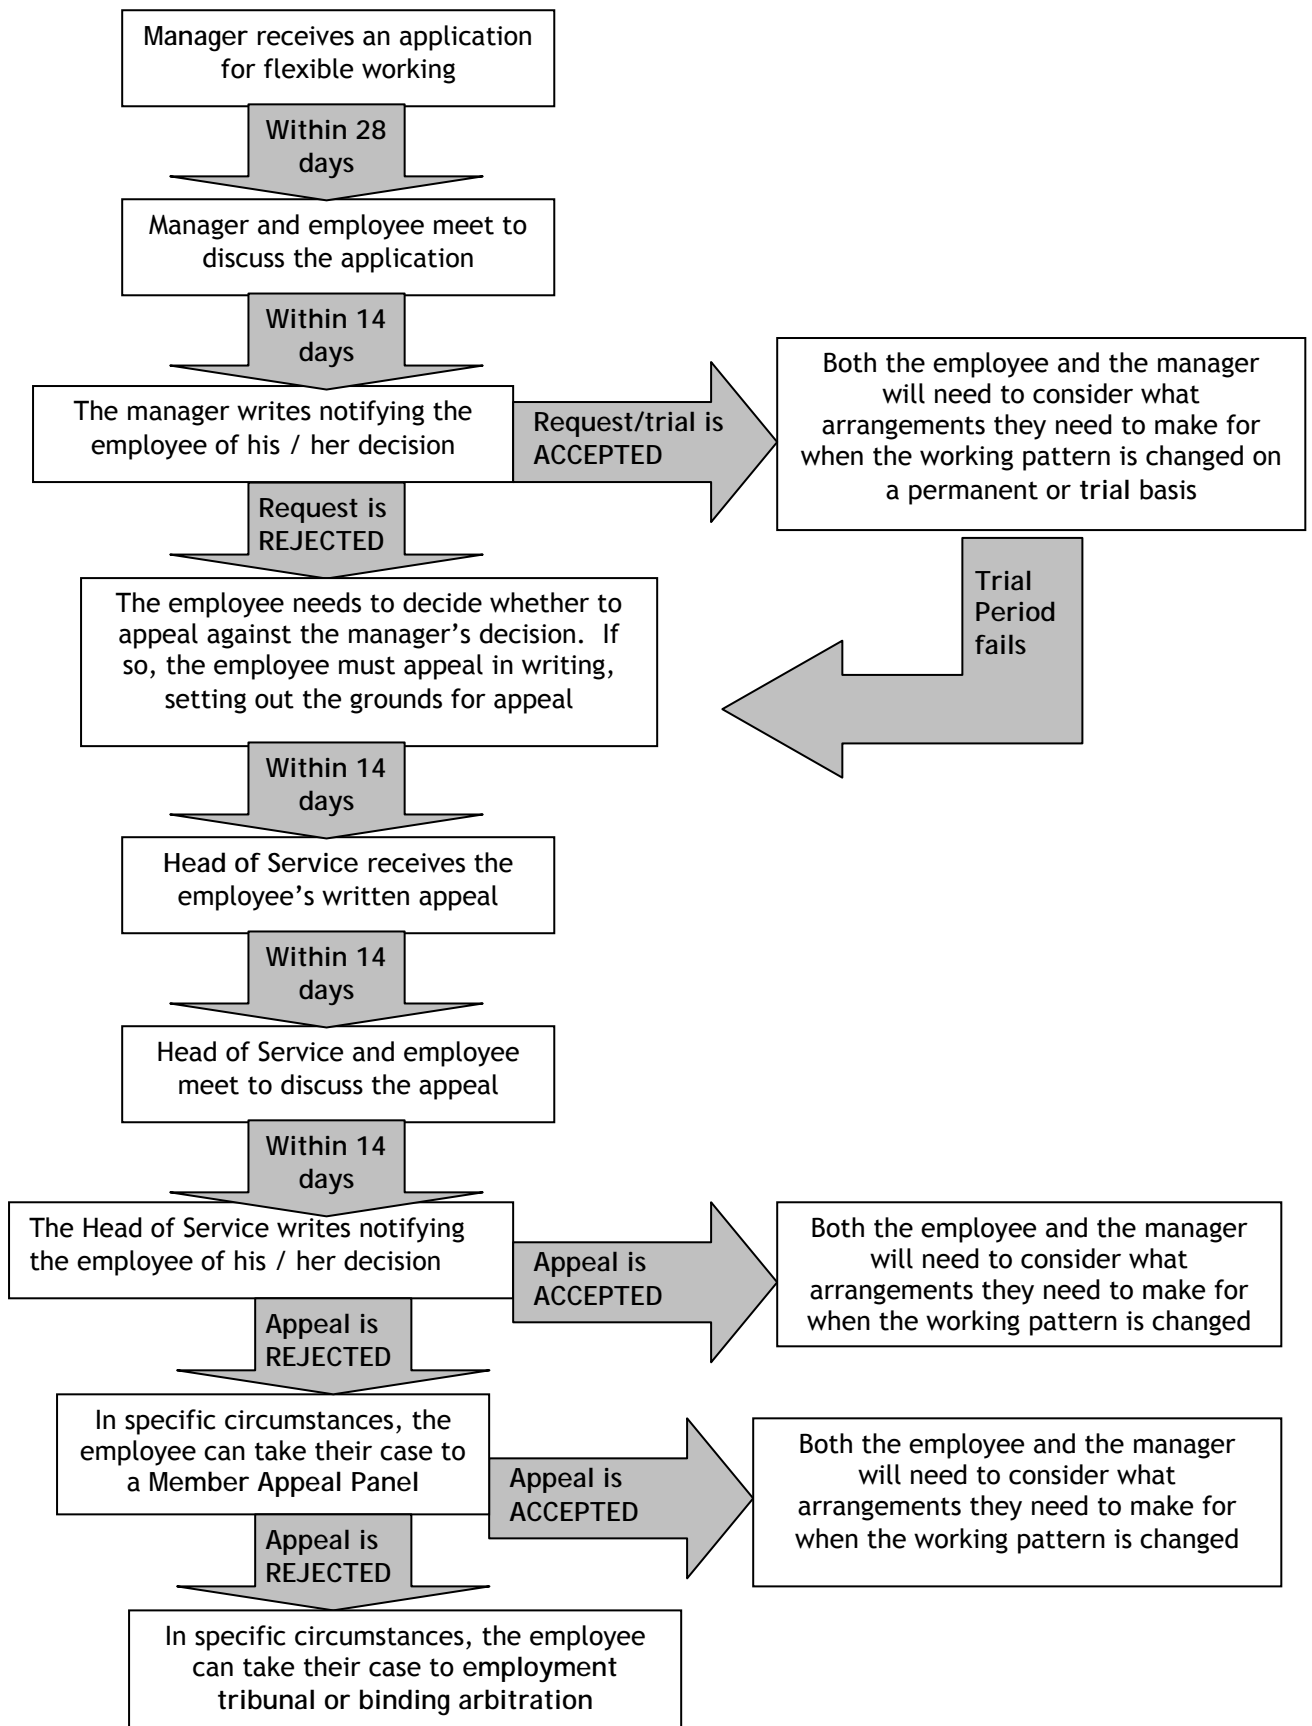 Manager receives an application
for flexible working
Within 28
days
Manager and employee meet to
discuss the application
Within 14
days
The manager writes notifying the
employee of his / her decision
Request/trial is
ACCEPTED
Both the employee and the manager
will need to consider what
arrangements they need to make for
when the working pattern is changed on
a permanent or trial basis
Request is
REJECTED
Trial
Period
fails
The employee needs to decide whether to
appeal against the manager’s decision.  If
so, the employee must appeal in writing,
setting out the grounds for appeal
Within 14
days
Head of Service receives the
employee’s written appeal
Within 14
days
Head of Service and employee
meet to discuss the appeal
Within 14
days
The Head of Service writes notifying
the employee of his / her decision
Appeal is
ACCEPTED
Both the employee and the manager
will need to consider what
arrangements they need to make for
when the working pattern is changed
Appeal is
REJECTED
In specific circumstances, the
employee can take their case to
a Member Appeal Panel
Appeal is
ACCEPTED
Both the employee and the manager
will need to consider what
arrangements they need to make for
when the working pattern is changed
Appeal is
REJECTED
In specific circumstances, the employee
can take their case to employment
tribunal or binding arbitration